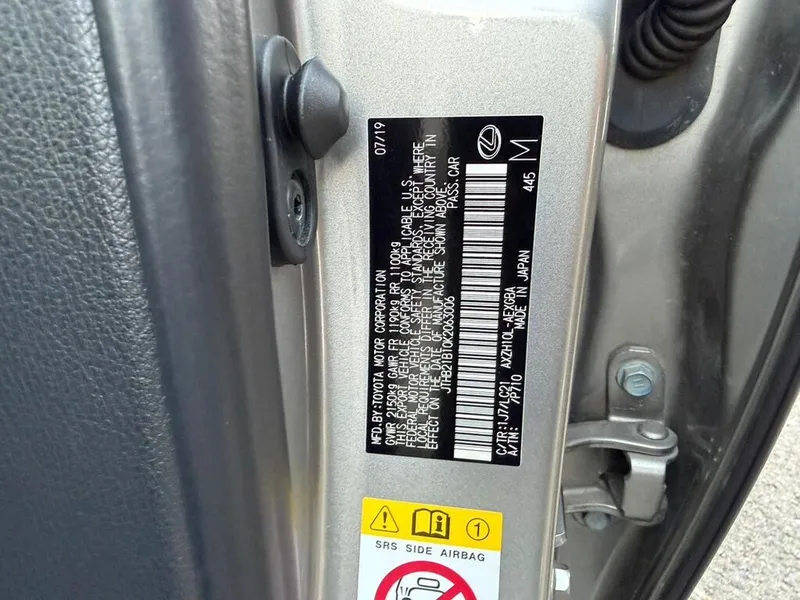 07/19
MFD.BY:TOYOTA MOTOR CORPORATION
GVWR 2150kg GAWR FR 1190kg RR 1100kg
THIS EXPORT VEHICLE CONFORMS TO APPLICABLE U.S.
FEDERAL MOTOR VEHICLE SAFETY STANDARDS, EXCEPT WHERE
LOCAL REQUIREMENTS DIFFER IN THE RECEIVING COUNTRY IN
EFFECT ON THE DATE OF MANUFACTURE SHOWN ABOVE.
JTHB21B10K2063006
PASS.CAR
C/TR:1J7/LC21 AXZH10L-AEXGBA
A/TM: /P710 MADE IN JAPAN
445
M
1
SRS SIDE AIRBAG